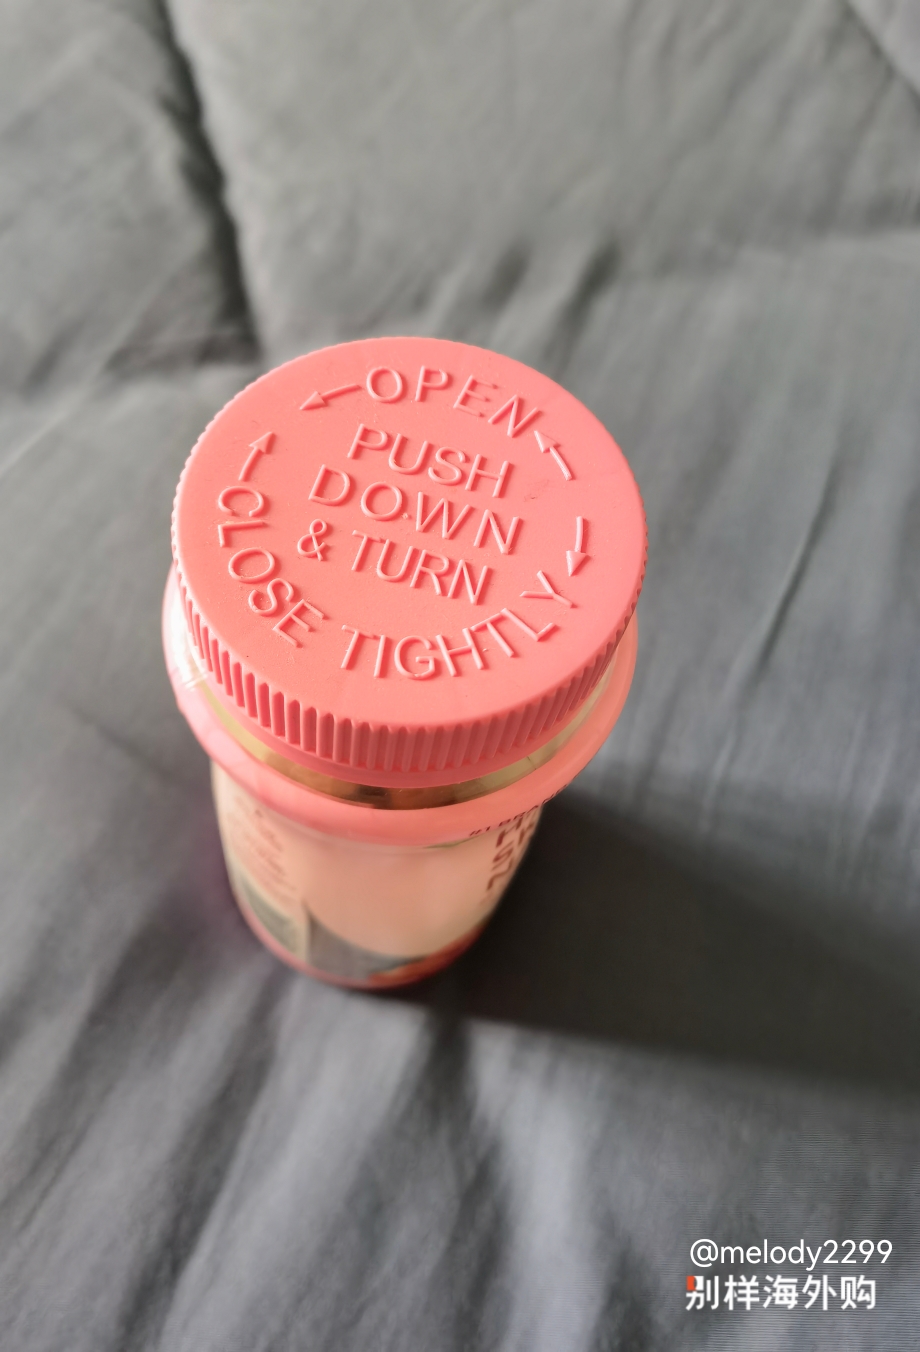 OPEN
PUSH
DOWN
& TURN
CLOSE TIGHTLY
@melody2299
别样海外购